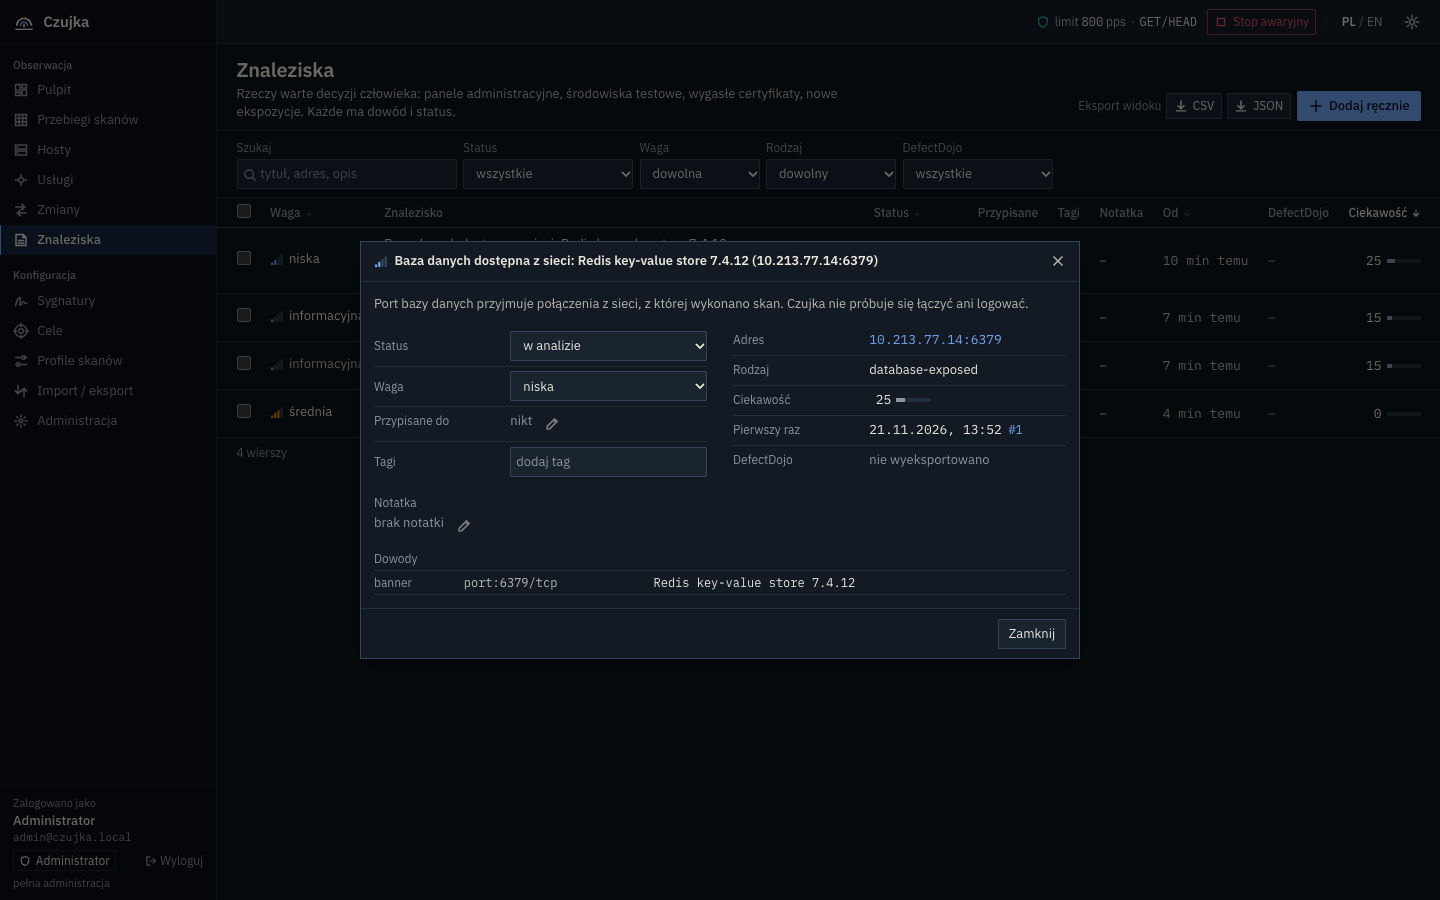 Czujka
limit 800 pps · GET/HEAD
Stop awaryjny
PL / EN
Obserwacja
Pulpit
Przebiegi skanów
Hosty
Usługi
Zmiany
Znaleziska
Konfiguracja
Sygnatury
Cele
Profile skanów
Import / eksport
Administracja
Znaleziska
Rzeczy warte decyzji człowieka: panele administracyjne, środowiska testowe, wygasłe certyfikaty, nowe
ekspozycje. Każde ma dowód i status.
Eksport widoku
CSV
JSON
Dodaj ręcznie
Szukaj
Status
Waga
Rodzaj
DefectDojo
tytuł, adres, opis
wszystkie
dowolna
dowolny
wszystkie
Waga
Znalezisko
Status
Przypisane
Tagi
Notatka
Od
DefectDojo
Ciekawość
niska
– 10 min temu – 25
informacyjna
– 7 min temu – 15
informacyjna
– 7 min temu – 15
średnia
– 4 min temu – 0
4 wierszy
Baza danych dostępna z sieci: Redis key-value store 7.4.12 (10.213.77.14:6379)
Port bazy danych przyjmuje połączenia z sieci, z której wykonano skan. Czujka nie próbuje się łączyć ani logować.
Status w analizie
Waga niska
Przypisane do nikt
Tagi dodaj tag
Adres 10.213.77.14:6379
Rodzaj database-exposed
Ciekawość 25
Pierwszy raz 21.11.2026, 13:52 #1
DefectDojo nie wyeksportowano
Notatka
brak notatki
Dowody
banner port:6379/tcp Redis key-value store 7.4.12
Zamknij
Zalogowano jako
Administrator
admin@czujka.local
Administrator
Wyloguj
pełna administracja